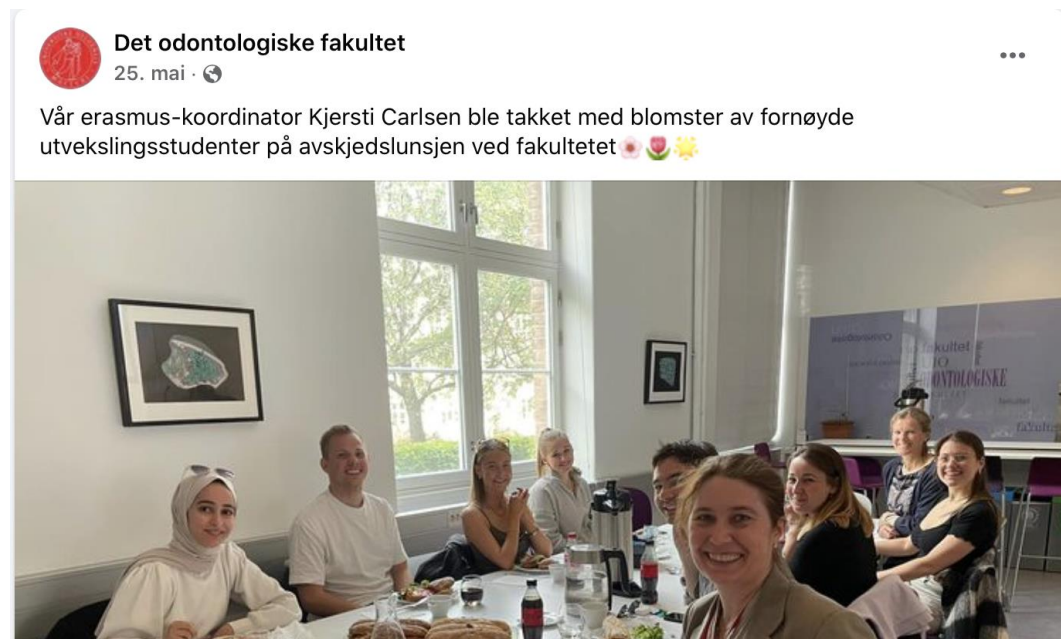 Det odontologiske fakultet
25. mai ·
Vår erasmus-koordinator Kjersti Carlsen ble takket med blomster av fornøyde
utvekslingsstudenter på avskjedslunsjen ved fakultetet🌸🌷🌟
fakultet
ODONTOLOGISKE
fakultet